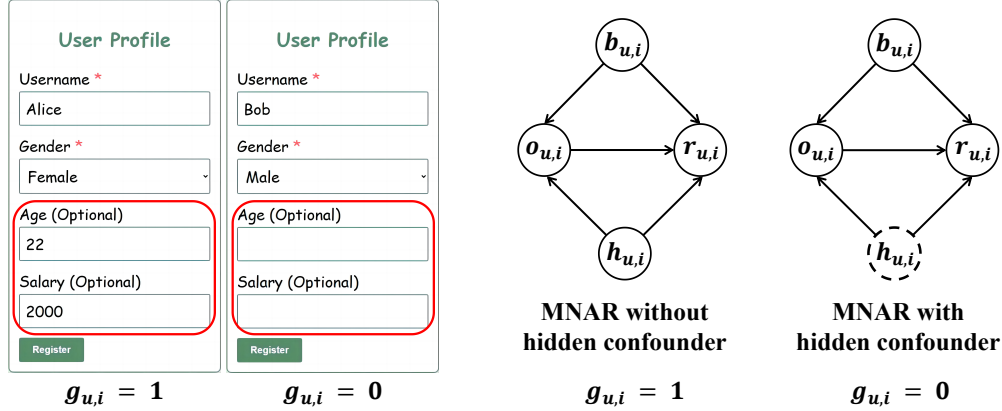 User Profile
Username *
Alice
Gender *
Female
Age (Optional)
22
Salary (Optional)
2000
Register
g_{u,i} = 1
User Profile
Username *
Bob
Gender *
Male
Age (Optional)
Salary (Optional)
Register
g_{u,i} = 0
b_{u,i}
o_{u,i}
r_{u,i}
h_{u,i}
MNAR without
hidden confounder
g_{u,i} = 1
b_{u,i}
o_{u,i}
r_{u,i}
h_{u,i}
MNAR with
hidden confounder
g_{u,i} = 0